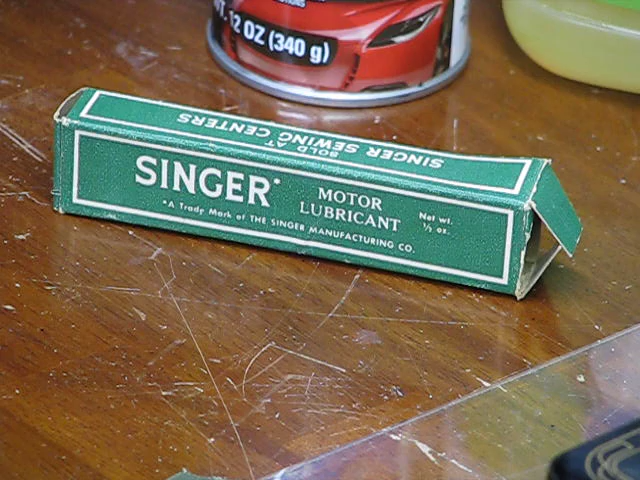 WT. 12 OZ (340 g)
SOLD AT
SINGER SEWING CENTERS
SINGER*
MOTOR
LUBRICANT
Net wt.
½ oz.
*A Trade Mark of THE SINGER MANUFACTURING CO.